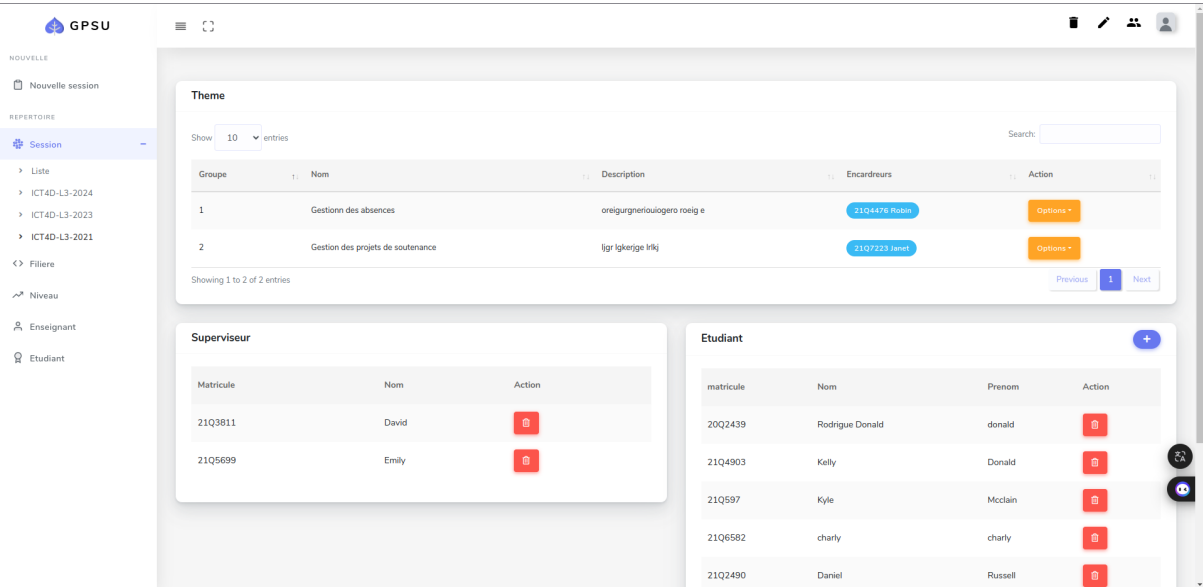 GPSU
NOUVELLE
Nouvelle session
REPERTOIRE
Session
Liste
ICT4D-L3-2024
ICT4D-L3-2023
ICT4D-L3-2021
Filiere
Niveau
Enseignant
Etudiant
Theme
Show 10 entries
Search:
Groupe Nom Description Encardreurs Action
1 Gestionn des absences oreigurgneriouiogero roeig e 21Q4476 Robin Options
2 Gestion des projets de soutenance ljgr lgkerjge lrlkj 21Q7223 Janet Options
Showing 1 to 2 of 2 entries
Previous 1 Next
Superviseur
Matricule Nom Action
21Q3811 David
21Q5699 Emily
Etudiant
+
matricule Nom Prenom Action
20Q2439 Rodrigue Donald donald
21Q4903 Kelly Donald
21Q597 Kyle Mcclain
21Q6582 charly charly
21Q2490 Daniel Russell